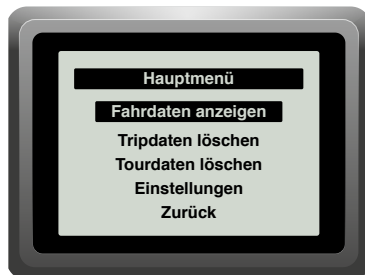 Hauptmenü
Fahrdaten anzeigen
Tripdaten löschen
Tourdaten löschen
Einstellungen
Zurück